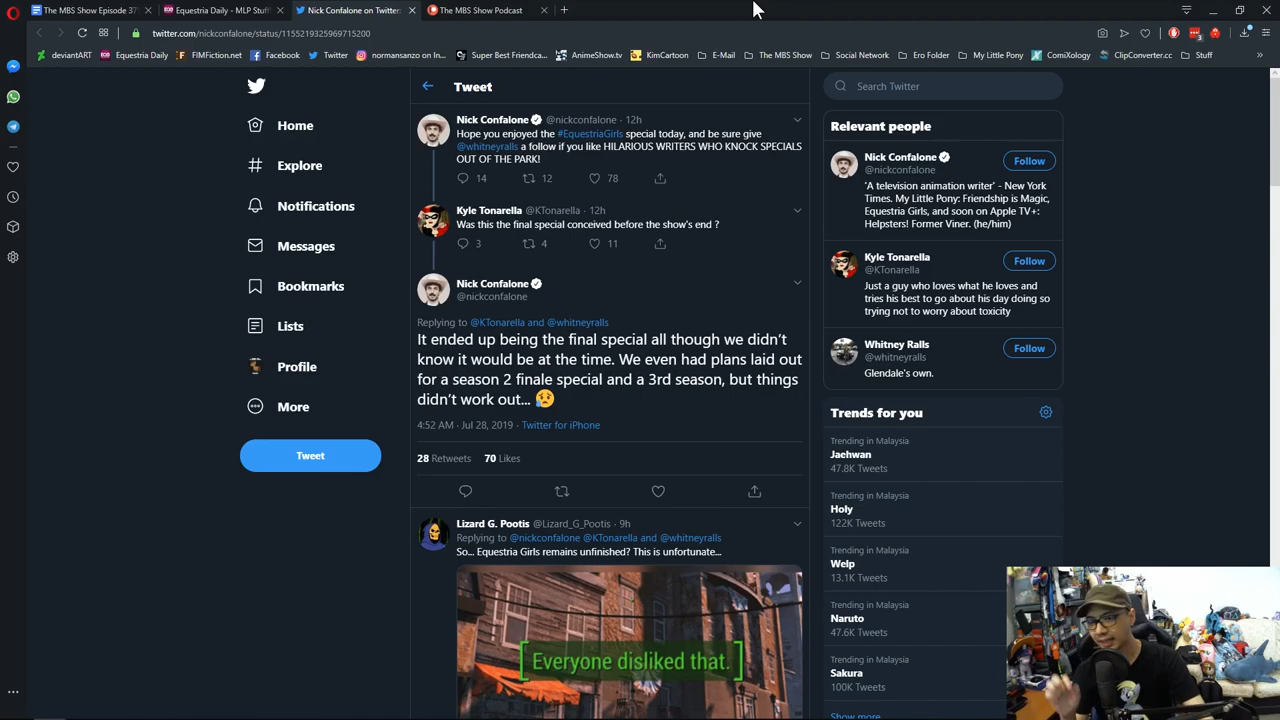 The MBS Show Episode 37
Equestria Daily - MLP Stuff
Nick Confalone on Twitter:
The MBS Show Podcast
twitter.com/nickconfalone/status/1155219325969715200
deviantART
Equestria Daily
FIMFiction.net
Facebook
Twitter
normansanzo on Insta
Super Best Friendca...
AnimeShow.tv
KimCartoon
E-Mail
The MBS Show
Social Network
Ero Folder
My Little Pony
ComiXology
ClipConverter.cc
Stuff
Home
Explore
Notifications
Messages
Bookmarks
Lists
Profile
More
Tweet
Tweet
Nick Confalone @nickconfalone · 12h
Hope you enjoyed the #EquestriaGirls special today, and be sure give
@whitneyralls a follow if you like HILARIOUS WRITERS WHO KNOCK SPECIALS
OUT OF THE PARK!
14 12 78
Kyle Tonarella @KTonarella · 12h
Was this the final special conceived before the show's end ?
3 4 11
Nick Confalone
@nickconfalone
Replying to @KTonarella and @whitneyralls
It ended up being the final special all though we didn't
know it would be at the time. We even had plans laid out
for a season 2 finale special and a 3rd season, but things
didn't work out... 😢
4:52 AM · Jul 28, 2019 · Twitter for iPhone
28 Retweets 70 Likes
Lizard G. Pootis @Lizard_G_Pootis · 9h
Replying to @nickconfalone @KTonarella and @whitneyralls
So... Equestria Girls remains unfinished? This is unfortunate...
[Everyone disliked that.]
Search Twitter
Relevant people
Nick Confalone
@nickconfalone
Follow
'A television animation writer' - New York
Times. My Little Pony: Friendship is Magic,
Equestria Girls, and soon on Apple TV+:
Helpsters! Former Viner. (he/him)
Kyle Tonarella
@KTonarella
Follow
Just a guy who loves what he loves and
tries his best to go about his day doing so
trying not to worry about toxicity
Whitney Ralls
@whitneyralls
Follow
Glendale's own.
Trends for you
Trending in Malaysia
Jaehwan
47.8K Tweets
Trending in Malaysia
Holy
122K Tweets
Trending in Malaysia
Welp
13.1K Tweets
Trending in Malaysia
Naruto
47.6K Tweets
Trending in Malaysia
Sakura
100K Tweets
Show more